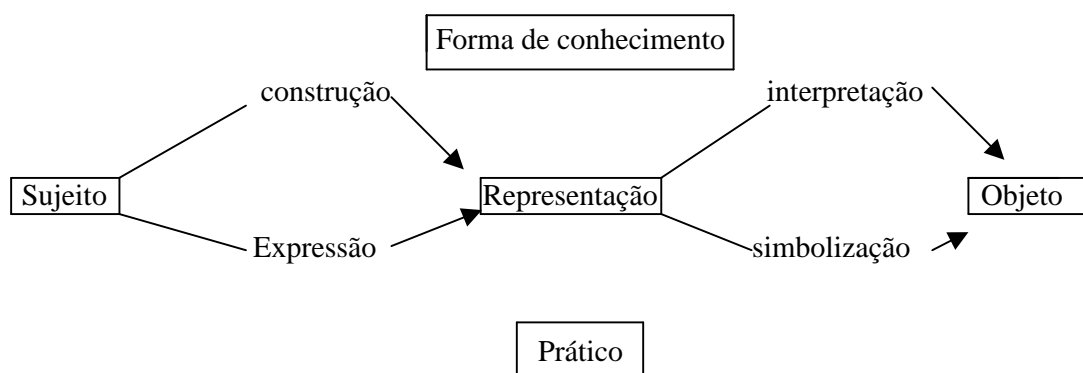 Forma de conhecimento
construção
interpretação
Sujeito
Representação
Objeto
Expressão
simbolização
Prático